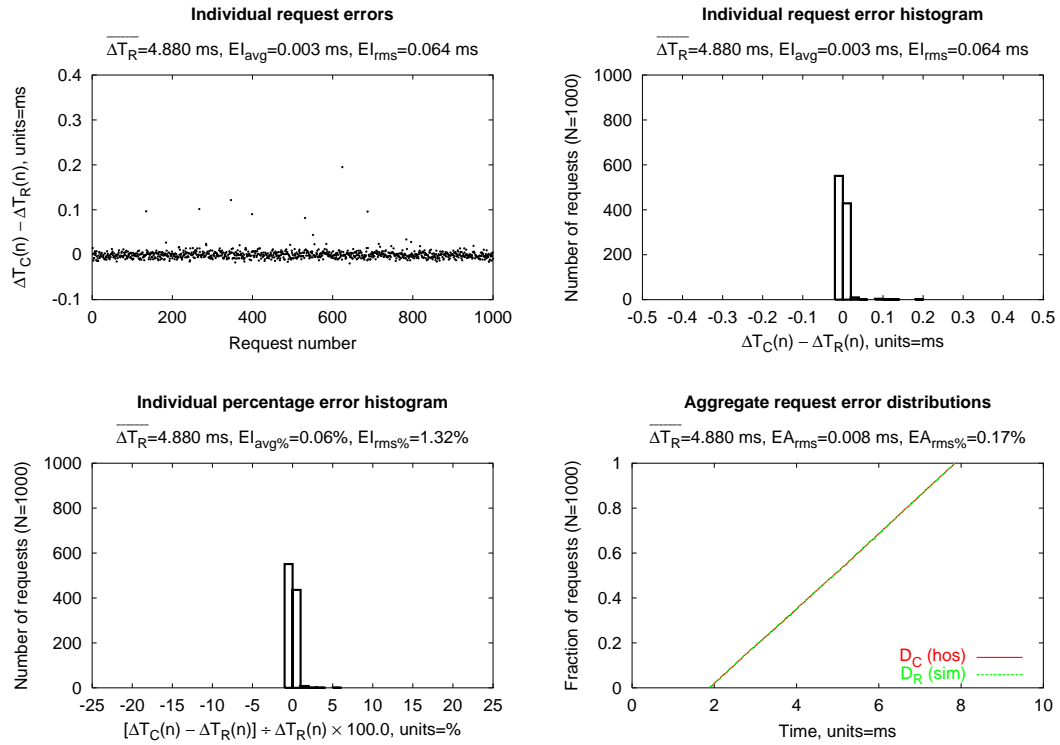 Individual request errors
ΔT_R=4.880 ms, EI_avg=0.003 ms, EI_rms=0.064 ms
0.4
0.3
0.2
0.1
0
-0.1
ΔT_C(n) − ΔT_R(n), units=ms
0 200 400 600 800 1000
Request number
Individual request error histogram
ΔT_R=4.880 ms, EI_avg=0.003 ms, EI_rms=0.064 ms
1000
800
600
400
200
0
Number of requests (N=1000)
-0.5 -0.4 -0.3 -0.2 -0.1 0 0.1 0.2 0.3 0.4 0.5
ΔT_C(n) − ΔT_R(n), units=ms
Individual percentage error histogram
ΔT_R=4.880 ms, EI_avg%=0.06%, EI_rms%=1.32%
1000
800
600
400
200
0
Number of requests (N=1000)
-25 -20 -15 -10 -5 0 5 10 15 20 25
[ΔT_C(n) − ΔT_R(n)] ÷ ΔT_R(n) × 100.0, units=%
Aggregate request error distributions
ΔT_R=4.880 ms, EA_rms=0.008 ms, EA_rms%=0.17%
1
0.8
0.6
0.4
0.2
0
Fraction of requests (N=1000)
D_C (hos)
D_R (sim)
0 2 4 6 8 10
Time, units=ms